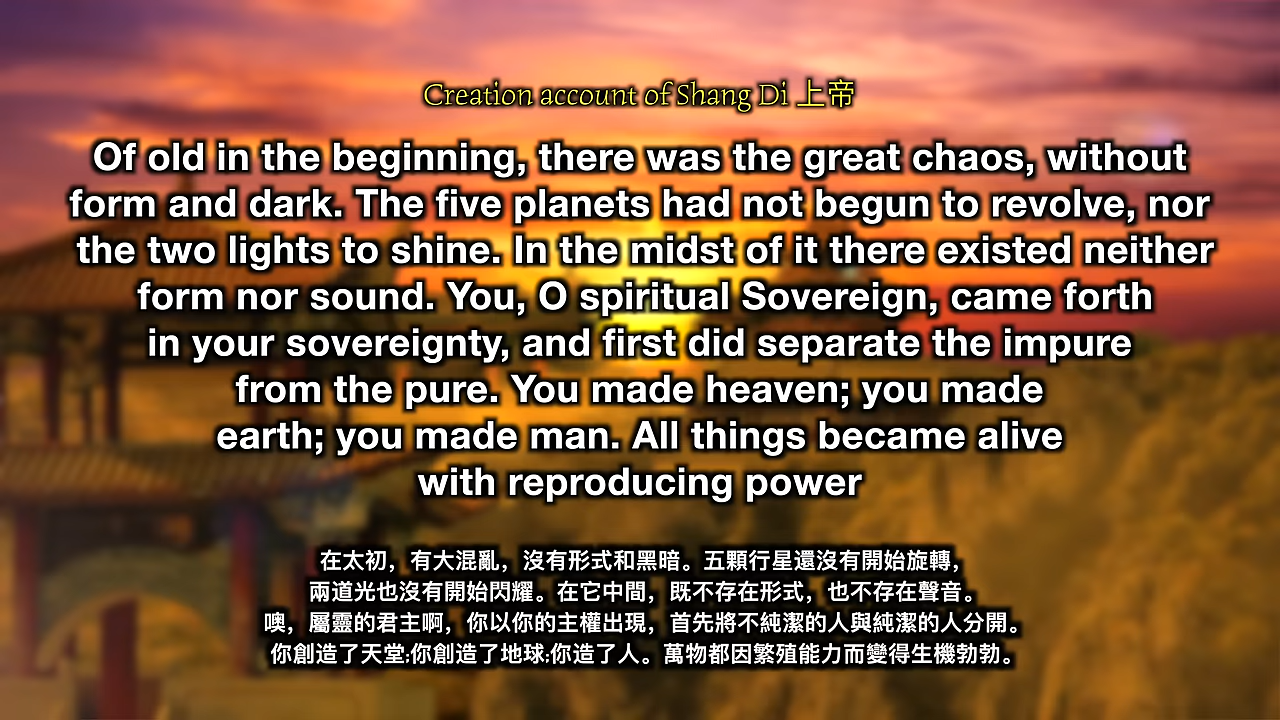 Creation account of Shang Di 上帝
Of old in the beginning, there was the great chaos, without
form and dark. The five planets had not begun to revolve, nor
the two lights to shine. In the midst of it there existed neither
form nor sound. You, O spiritual Sovereign, came forth
in your sovereignty, and first did separate the impure
from the pure. You made heaven; you made
earth; you made man. All things became alive
with reproducing power
在太初，有大混亂，沒有形式和黑暗。五顆行星還沒有開始旋轉，
兩道光也沒有開始閃耀。在它中間，既不存在形式，也不存在聲音。
噢，屬靈的君主啊，你以你的主權出現，首先將不純潔的人與純潔的人分開。
你創造了天堂;你創造了地球;你造了人。萬物都因繁殖能力而變得生機勃勃。